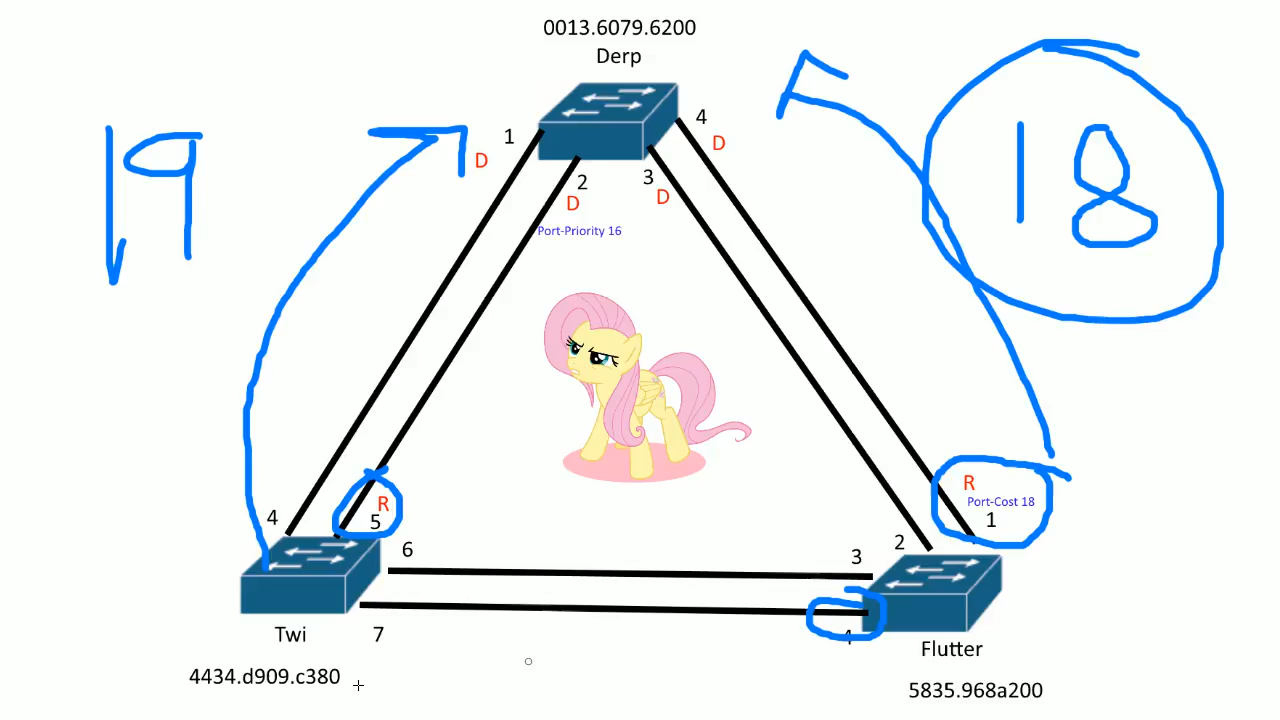 0013.6079.6200
Derp
19
18
1
D
4
D
2
D
3
D
Port-Priority 16
R
5
4
R
Port-Cost 18
1
6
3
2
7
4
Twi
Flutter
4434.d909.c380
5835.968a200